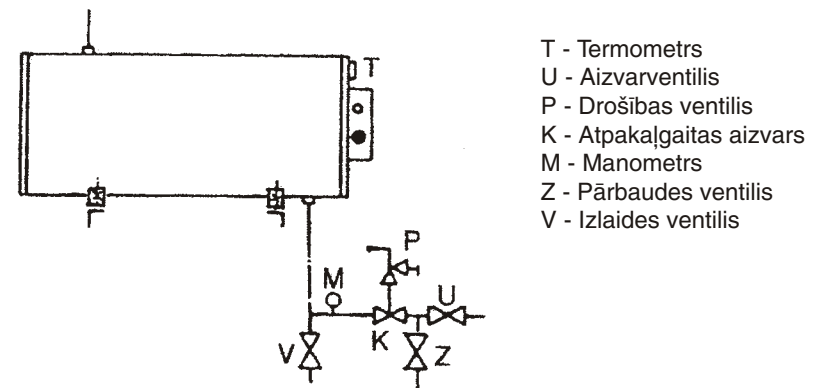 T
T - Termometrs
U - Aizvarventilis
P - Drošības ventilis
K - Atpakaļgaitas aizvars
M - Manometrs
Z - Pārbaudes ventilis
V - Izlaides ventilis
P
M
U
V
K
Z